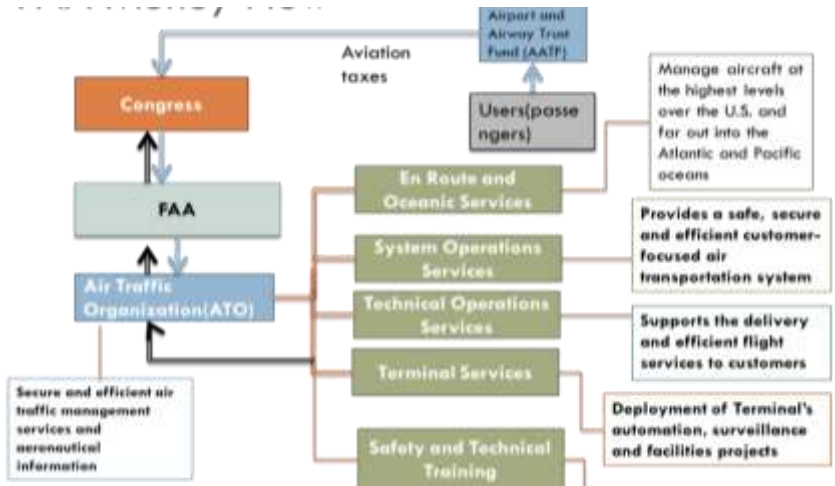 Airport and
Airway Trust
Fund (AATF)
Aviation
taxes
Congress
Users(passe
ngers)
Manage aircraft at
the highest levels
over the U.S. and
far out into the
Atlantic and Pacific
oceans
En Route and
Oceanic Services
FAA
Provides a safe, secure
and efficient customer-
focused air
transportation system
System Operations
Services
Air Traffic
Organization(ATO)
Technical Operations
Services
Supports the delivery
and efficient flight
services to customers
Terminal Services
Secure and efficient air
traffic management
services and
aeronautical
information
Deployment of Terminal's
automation, surveillance
and facilities projects
Safety and Technical
Training